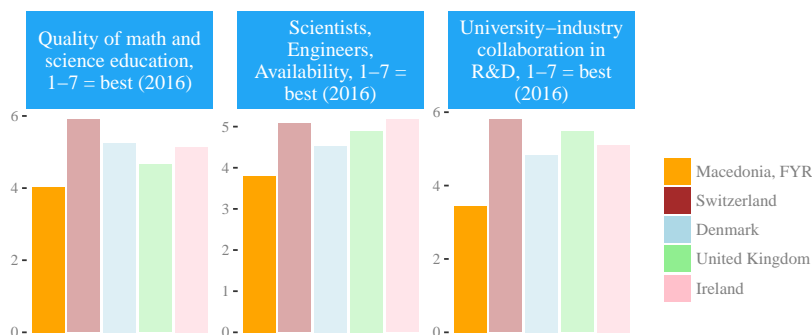 Quality of math and
science education,
1−7 = best (2016)
Scientists,
Engineers,
Availability, 1−7 =
best (2016)
University−industry
collaboration in
R&D, 1−7 = best
(2016)
6
4
2
0
5
4
3
2
1
0
6
4
2
0
Macedonia, FYR
Switzerland
Denmark
United Kingdom
Ireland